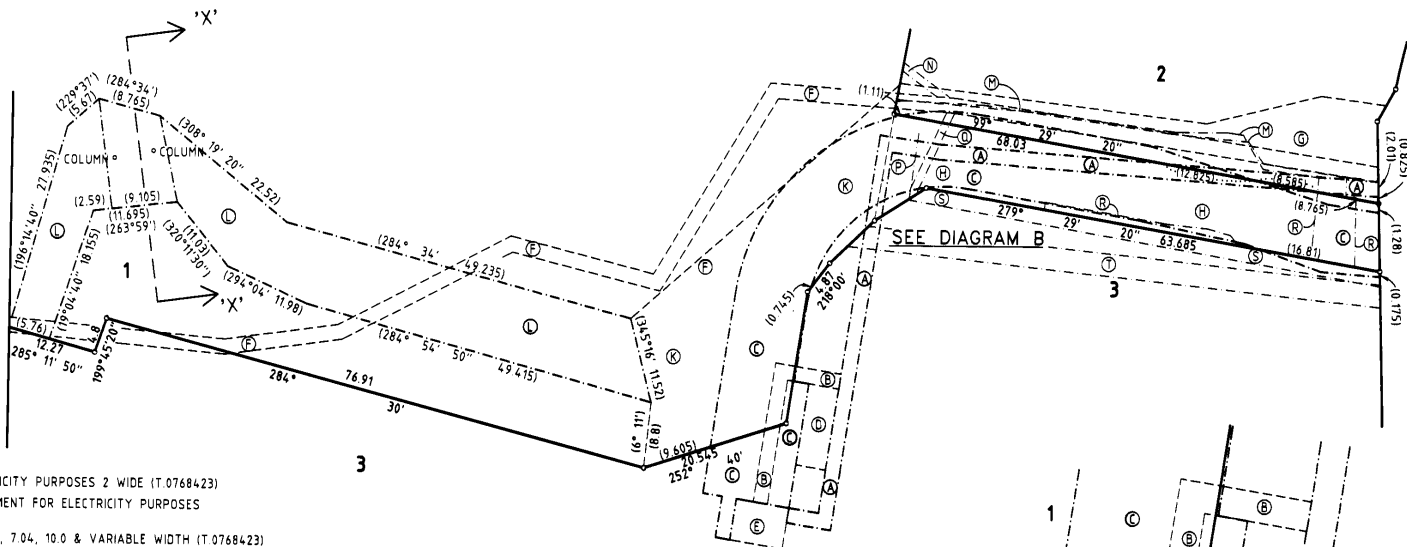 'X'
(229°37')
(5.67)
(284°34')
(8.765)
(308° 19' 20")
22.52
COLUMN
COLUMN
(196°14'40" 27.935)
(2.59)
(9.105)
(11.695)
(263°59')
(11.03)
(320°11'30")
L
(19°04'40" 18.155)
1
L
(294°04' 11.98)
'X'
(284° 34' 49.235)
L
(284° 54' 50" 49.415)
(5.76)
12.27
285° 11' 50"
4.8
199°45'20"
F
284° 76.91
30'
3
F
F
F
K
K
(345°16' 11.52)
(6° 11')
(8.8)
(9.605)
20.545
252° 40'
(0.745)
4.87
218°00'
C
C
C
B
B
D
A
A
E
N
(1.11)
M
2
M
G
99° 29' 20"
68.03
Q
A
A
A
P
H
C
(12.825)
(8.585)
(8.765)
S
279° 29' 20" 63.685
R
H
R
C
R
SEE DIAGRAM B
S
(16.81)
T
3
(2.01)
(0.825)
(1.28)
(0.175)
ICITY PURPOSES 2 WIDE (T.0768423)
MENT FOR ELECTRICITY PURPOSES
, 7.04, 10.0 & VARIABLE WIDTH (T.0768423)
1
C
B
B